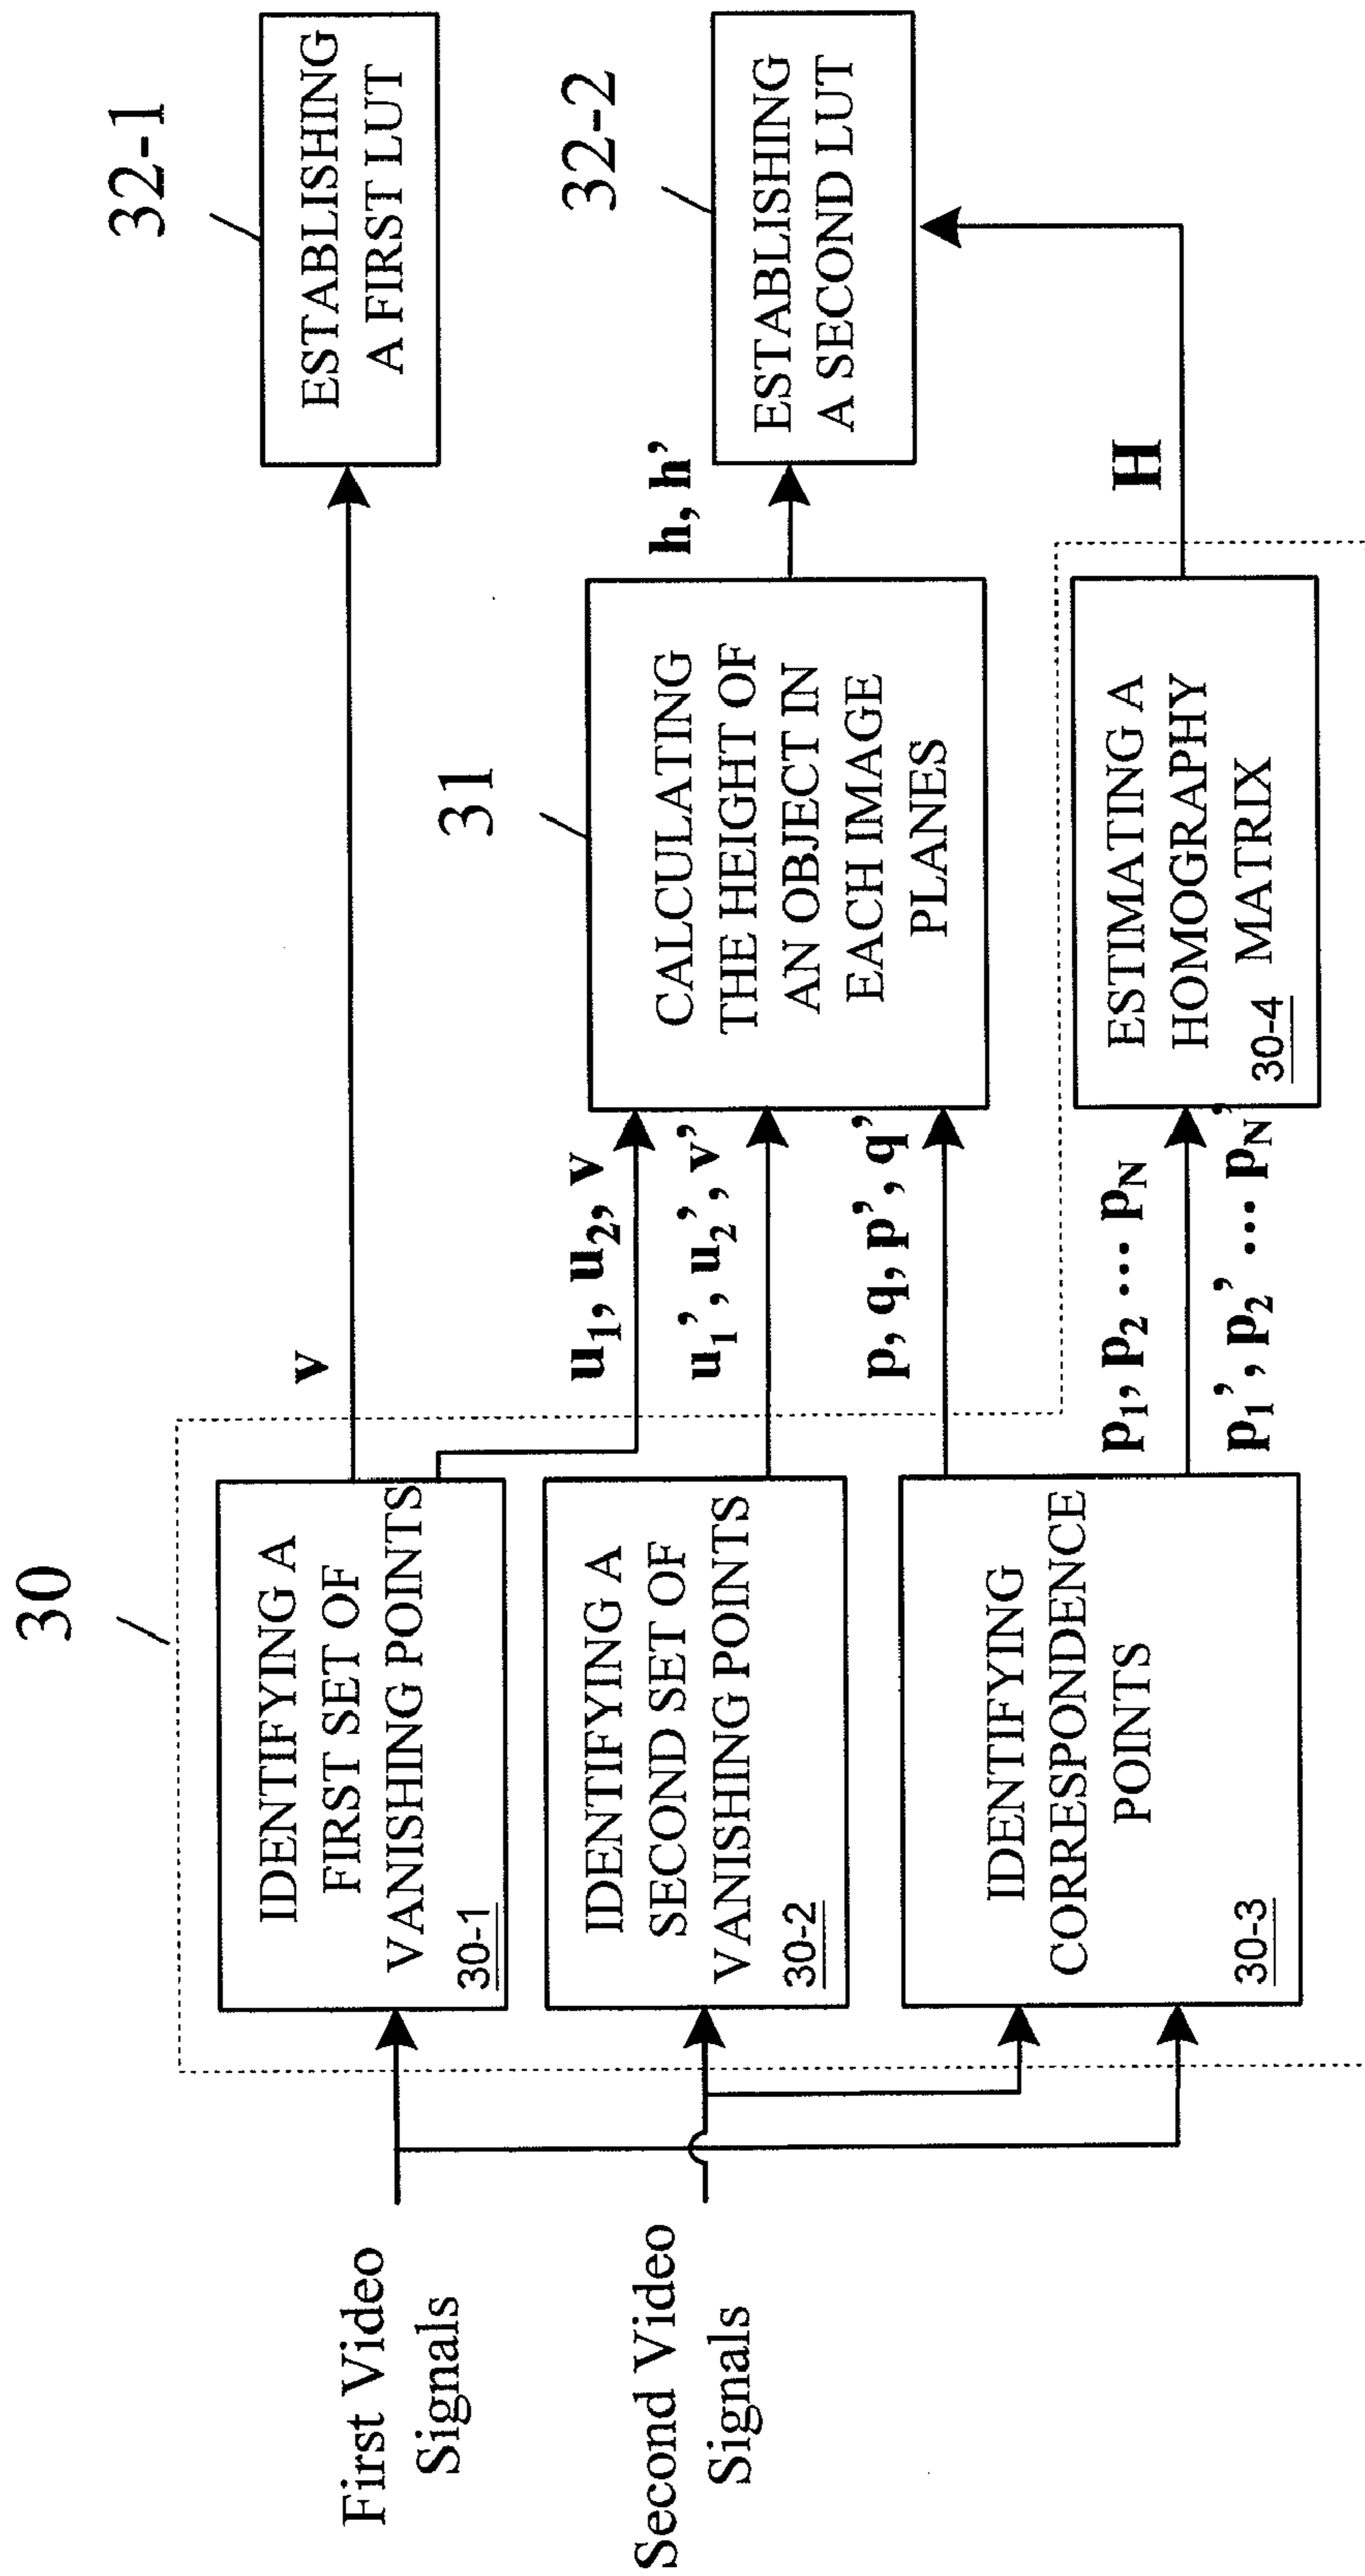 30
32-1
First Video
Signals
IDENTIFYING A
FIRST SET OF
VANISHING POINTS
30-1
v
ESTABLISHING
A FIRST LUT
u₁, u₂, v
31
32-2
Second Video
Signals
IDENTIFYING A
SECOND SET OF
VANISHING POINTS
30-2
u₁', u₂', v'
CALCULATING
THE HEIGHT OF
AN OBJECT IN
EACH IMAGE
PLANES
h, h'
ESTABLISHING
A SECOND LUT
IDENTIFYING
CORRESPONDENCE
POINTS
30-3
p, q, p', q'
p₁, p₂ ... pN
p₁', p₂' ... pN'
ESTIMATING A
HOMOGRAPHY
MATRIX
30-4
H